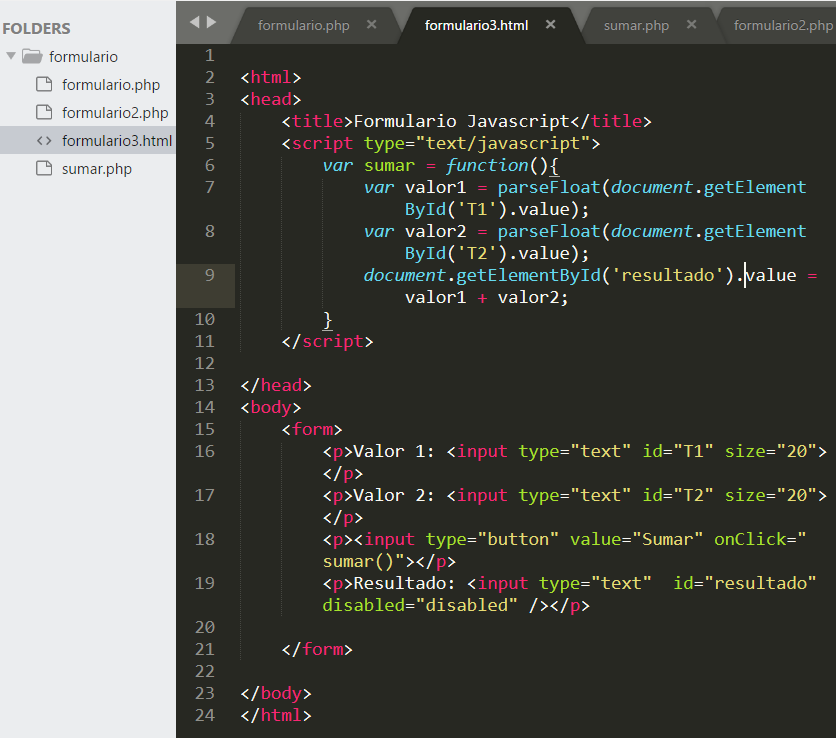 FOLDERS
formulario
formulario.php
formulario2.php
formulario3.html
sumar.php
formulario.php × formulario3.html × sumar.php × formulario2.php
1
2 <html>
3 <head>
4 <title>Formulario Javascript</title>
5 <script type="text/javascript">
6 var sumar = function(){
7 var valor1 = parseFloat(document.getElement
ById('T1').value);
8 var valor2 = parseFloat(document.getElement
ById('T2').value);
9 document.getElementById('resultado').value =
valor1 + valor2;
10 }
11 </script>
12
13 </head>
14 <body>
15 <form>
16 <p>Valor 1: <input type="text" id="T1" size="20">
</p>
17 <p>Valor 2: <input type="text" id="T2" size="20">
</p>
18 <p><input type="button" value="Sumar" onClick="
sumar()"></p>
19 <p>Resultado: <input type="text"  id="resultado"
disabled="disabled" /></p>
20
21 </form>
22
23 </body>
24 </html>